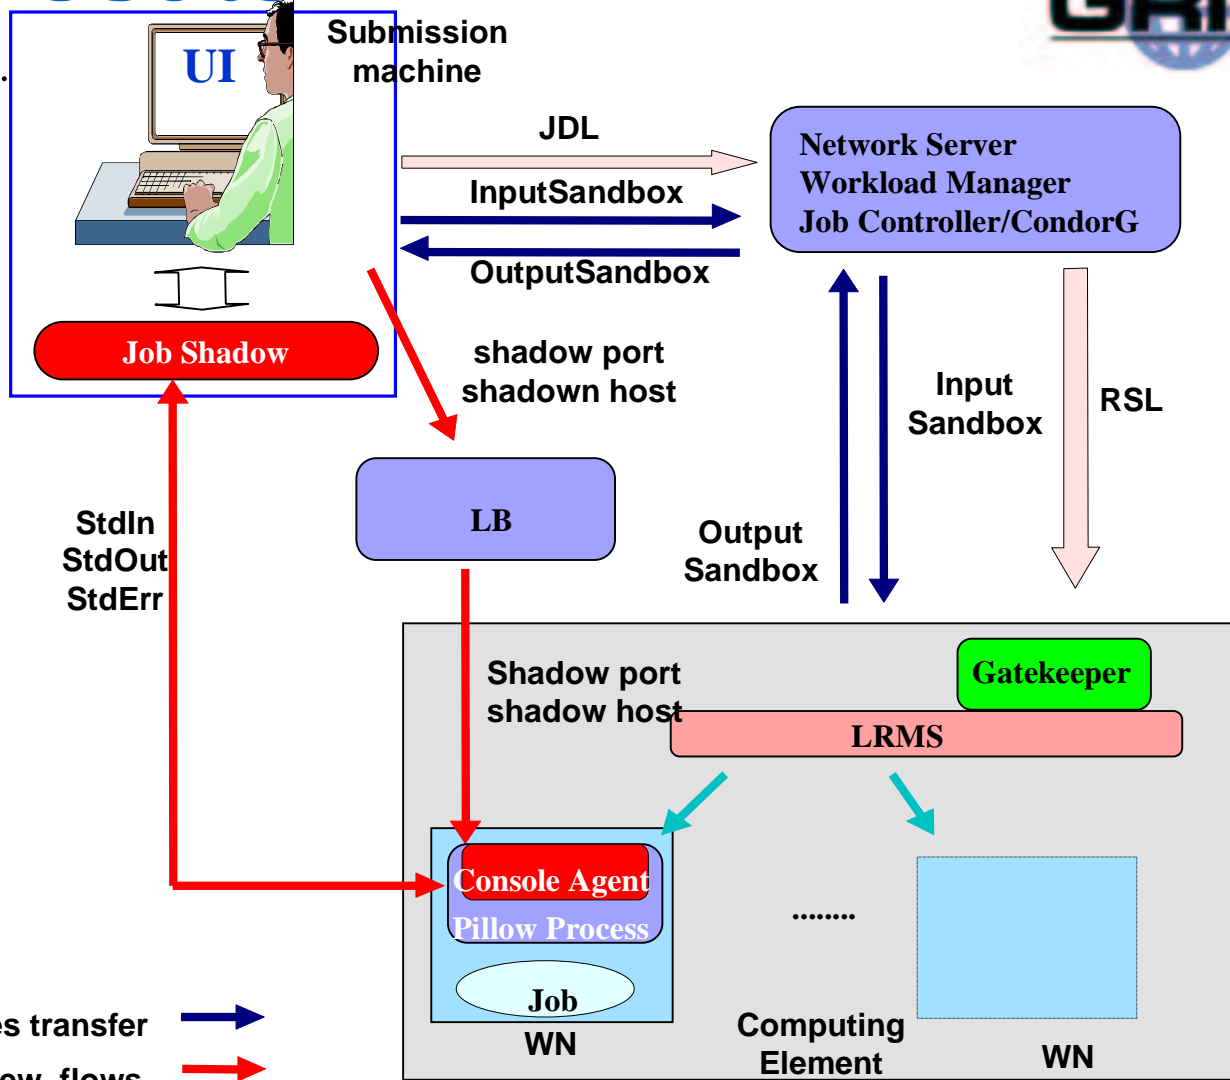 UI
Submission
machine
JDL
InputSandbox
OutputSandbox
Network Server
Workload Manager
Job Controller/CondorG
Job Shadow
shadow port
shadown host
Input
Sandbox
RSL
LB
StdIn
StdOut
StdErr
Output
Sandbox
Shadow port
shadow host
Gatekeeper
LRMS
Console Agent
Pillow Process
........
Job
WN
Computing
Element
WN
transfer
flows